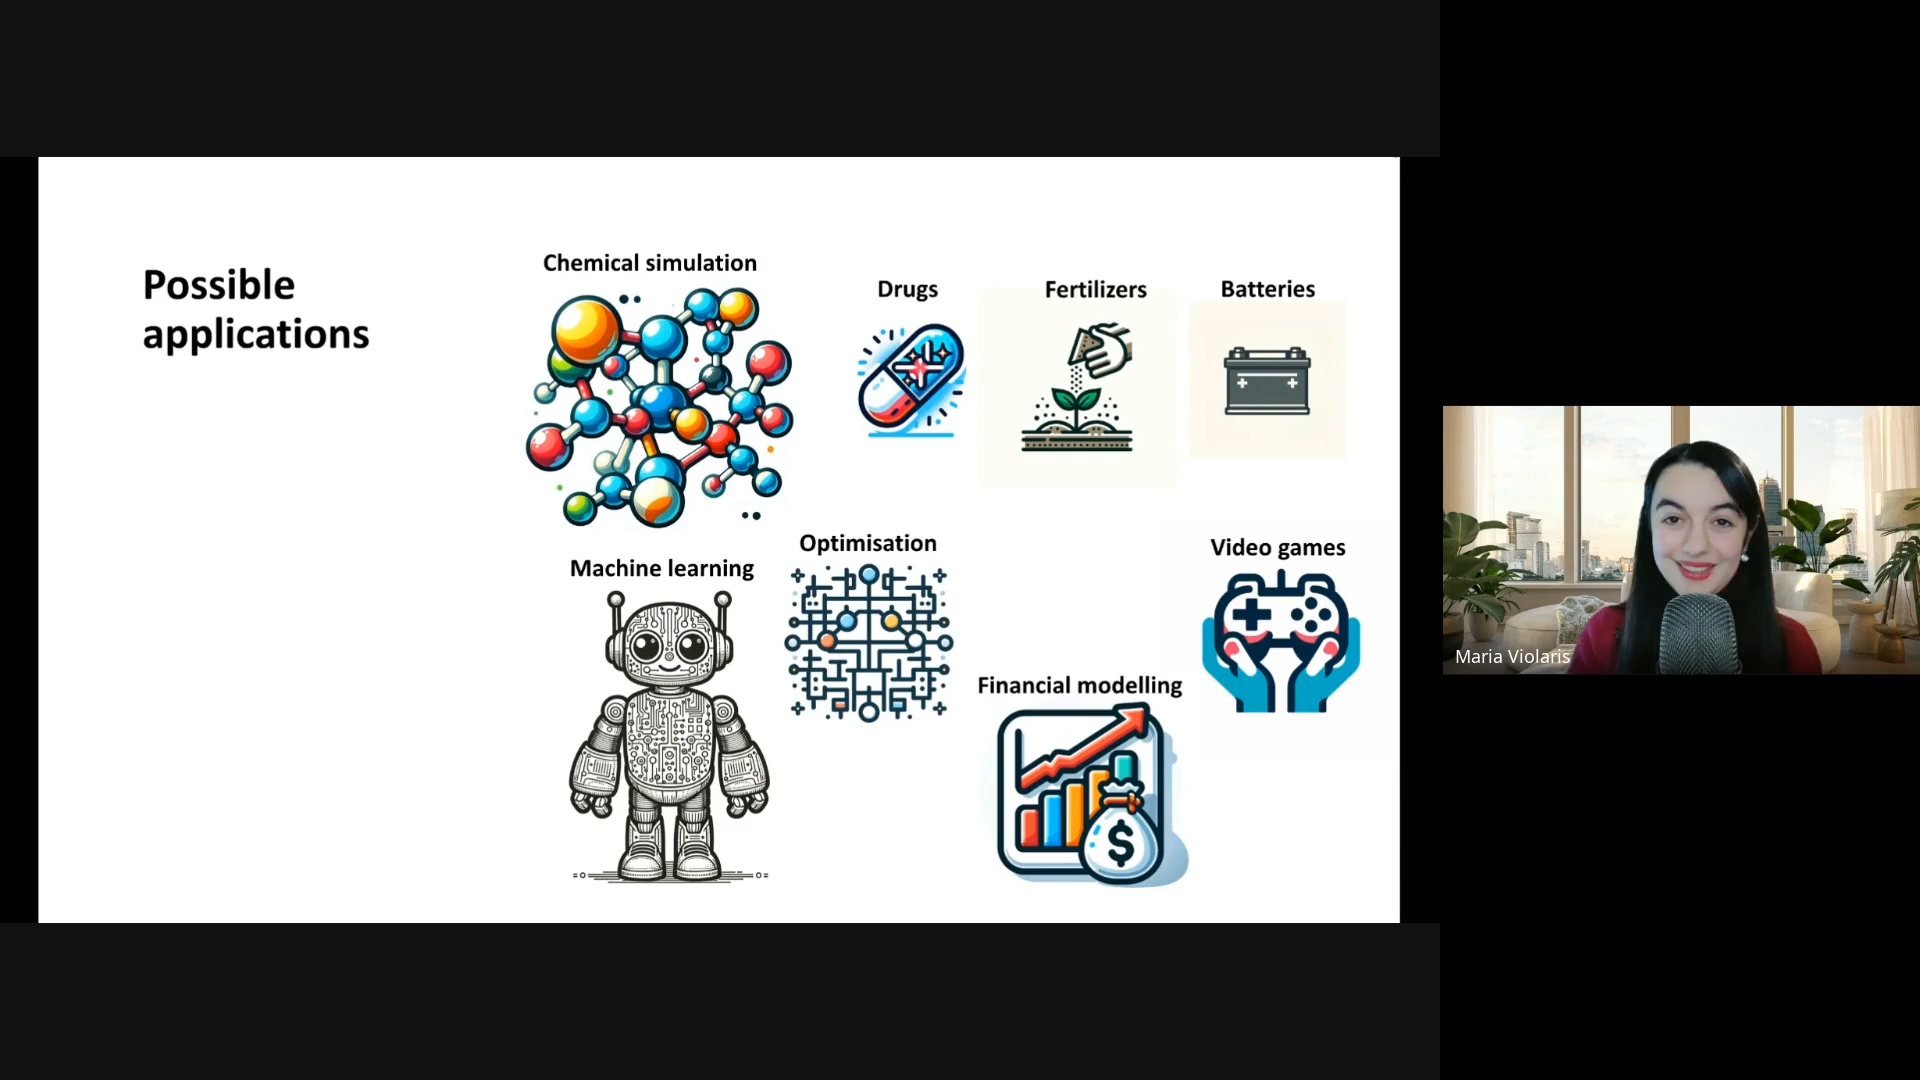 Possible
applications
Chemical simulation
Drugs
Fertilizers
Batteries
Machine learning
Optimisation
Financial modelling
$
Video games
Maria Violaris